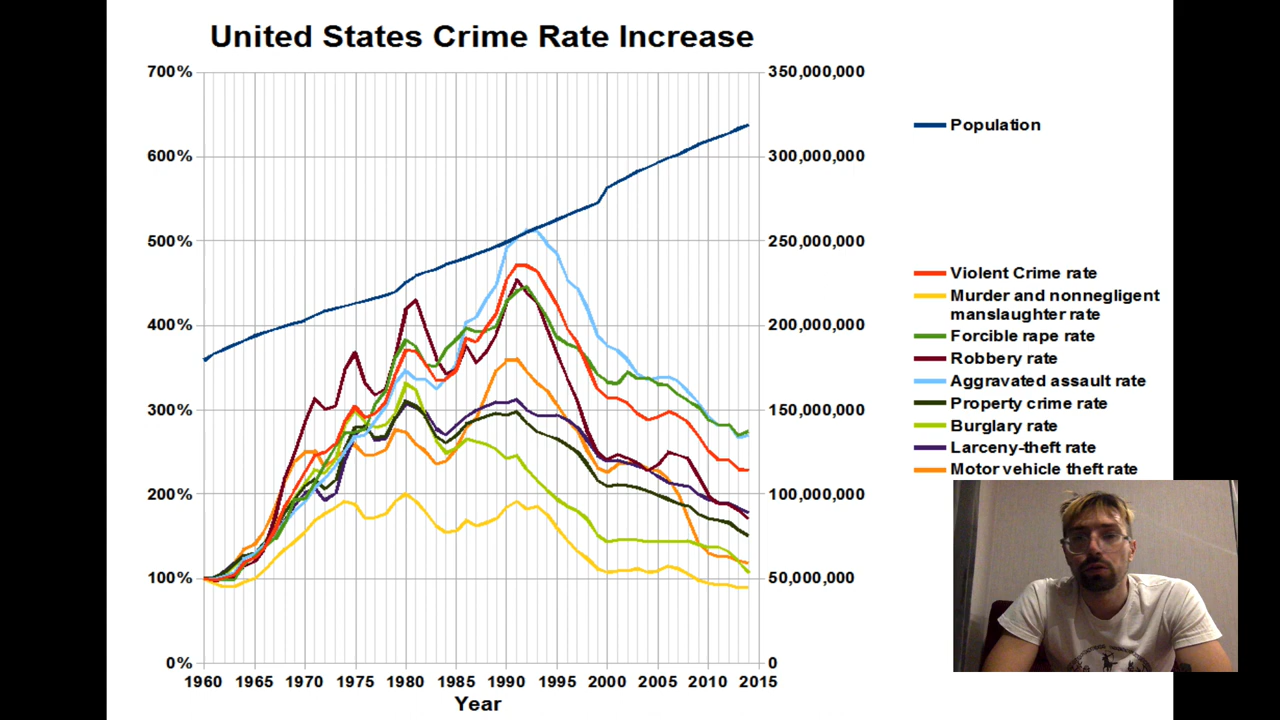 United States Crime Rate Increase
700%
600%
500%
400%
300%
200%
100%
0%
350,000,000
300,000,000
250,000,000
200,000,000
150,000,000
100,000,000
50,000,000
0
1960 1965 1970 1975 1980 1985 1990 1995 2000 2005 2010 2015
Year
Population
Violent Crime rate
Murder and nonnegligent
manslaughter rate
Forcible rape rate
Robbery rate
Aggravated assault rate
Property crime rate
Burglary rate
Larceny-theft rate
Motor vehicle theft rate